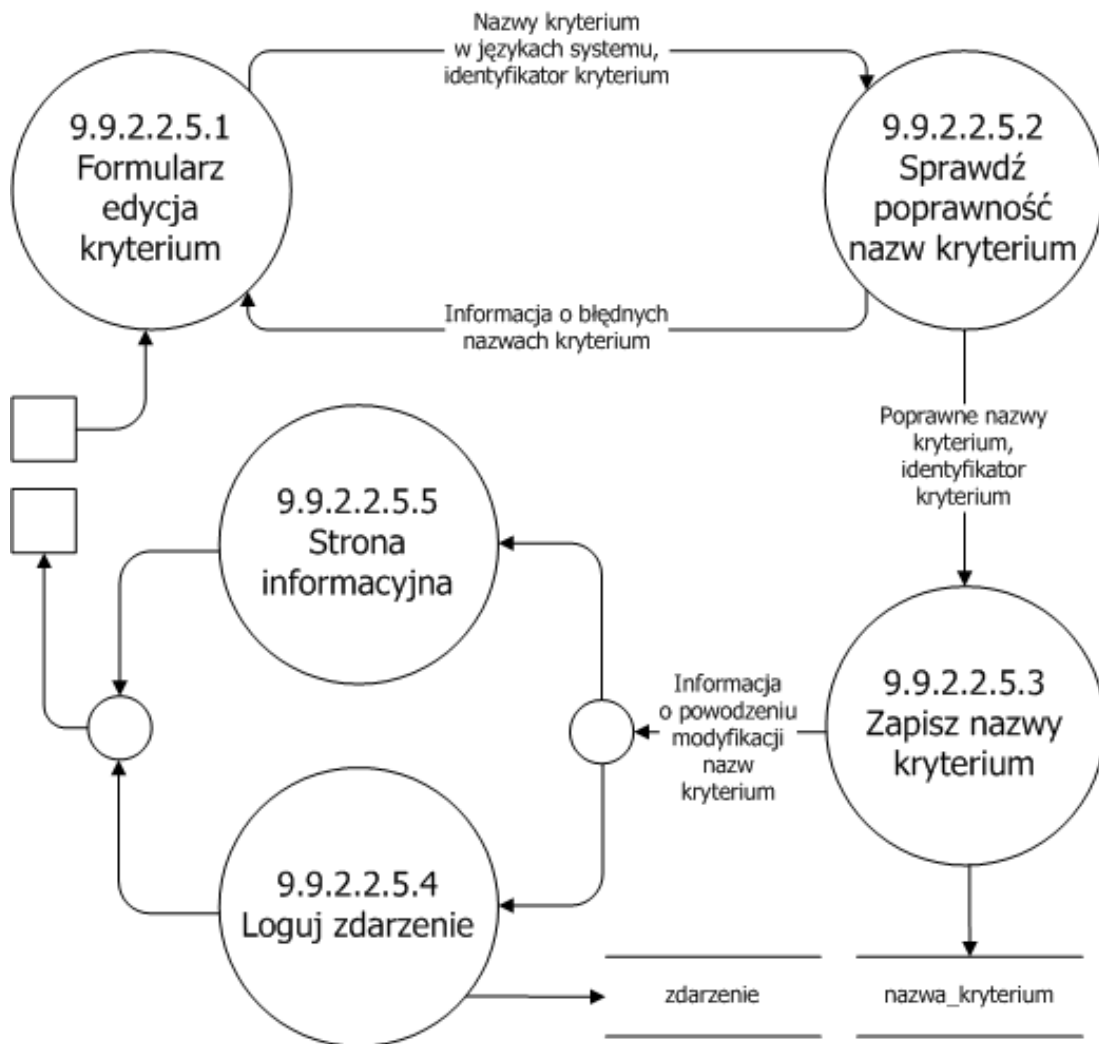 Nazwy kryterium
w językach systemu,
identyfikator kryterium
9.9.2.2.5.1
Formularz
edycja
kryterium
9.9.2.2.5.2
Sprawdź
poprawność
nazw kryterium
Informacja o błędnych
nazwach kryterium
Poprawne nazwy
kryterium,
identyfikator
kryterium
9.9.2.2.5.5
Strona
informacyjna
Informacja
o powodzeniu
modyfikacji
nazw
kryterium
9.9.2.2.5.3
Zapisz nazwy
kryterium
9.9.2.2.5.4
Loguj zdarzenie
zdarzenie
nazwa_kryterium